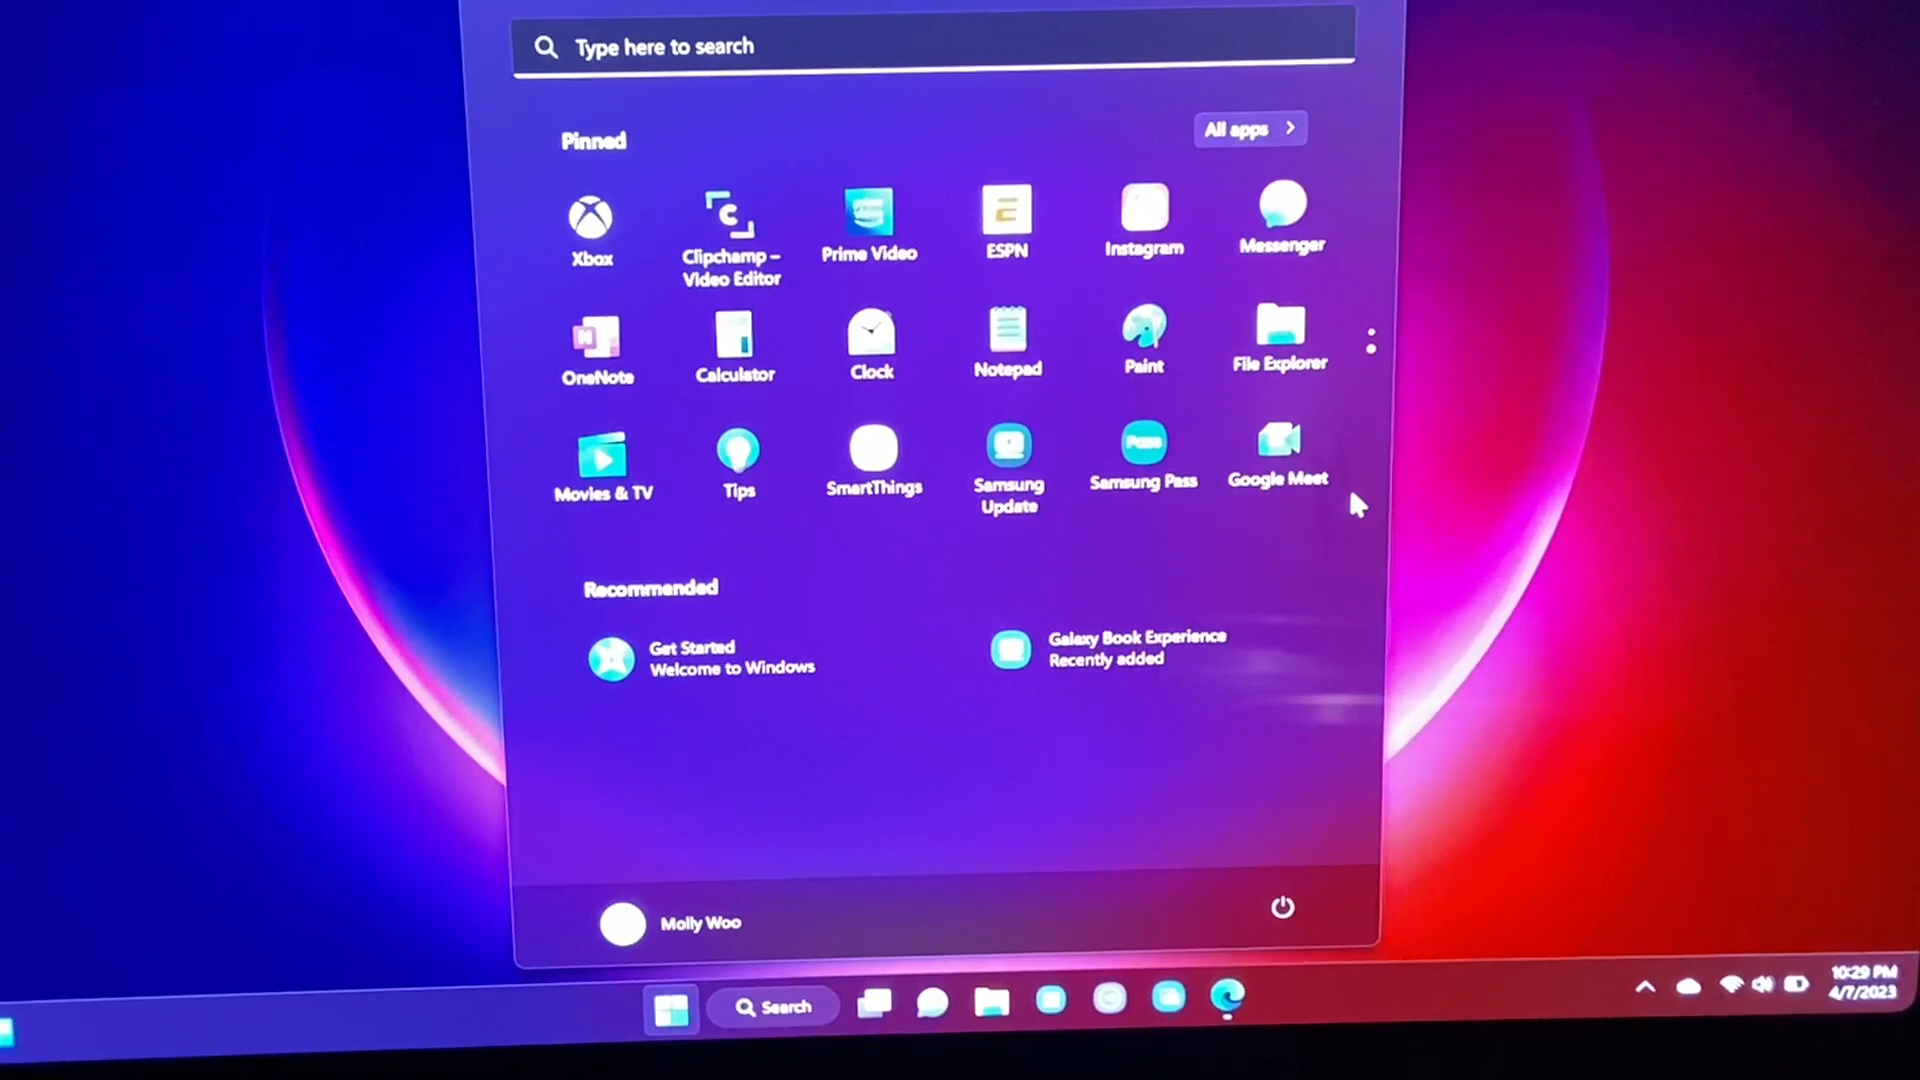 Type here to search
Pinned
All apps
Xbox
Clipchamp –
Video Editor
Prime Video
ESPN
Instagram
Messenger
OneNote
Calculator
Clock
Notepad
Paint
File Explorer
Movies & TV
Tips
SmartThings
Samsung
Update
Samsung Pass
Google Meet
Recommended
Get Started
Welcome to Windows
Galaxy Book Experience
Recently added
Molly Woo
Search
10:29 PM
4/7/2023